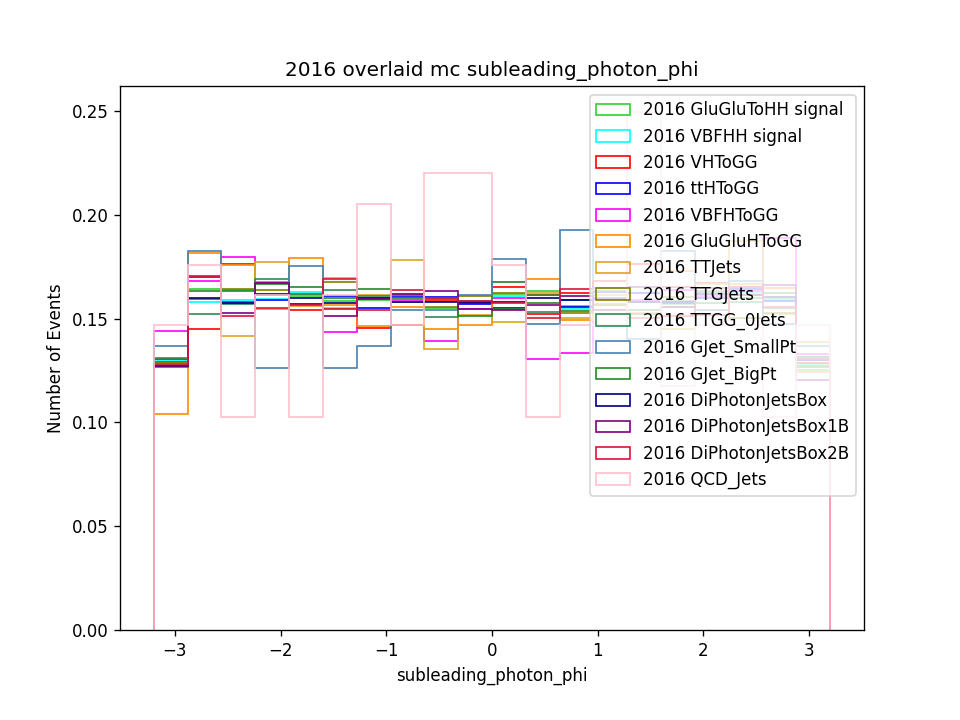 2016 overlaid mc subleading_photon_phi
Number of Events
0.25
0.20
0.15
0.10
0.05
0.00
−3
−2
−1
0
1
2
3
subleading_photon_phi
2016 GluGluToHH signal
2016 VBFHH signal
2016 VHToGG
2016 ttHToGG
2016 VBFHToGG
2016 GluGluHToGG
2016 TTJets
2016 TTGJets
2016 TTGG_0Jets
2016 GJet_SmallPt
2016 GJet_BigPt
2016 DiPhotonJetsBox
2016 DiPhotonJetsBox1B
2016 DiPhotonJetsBox2B
2016 QCD_Jets